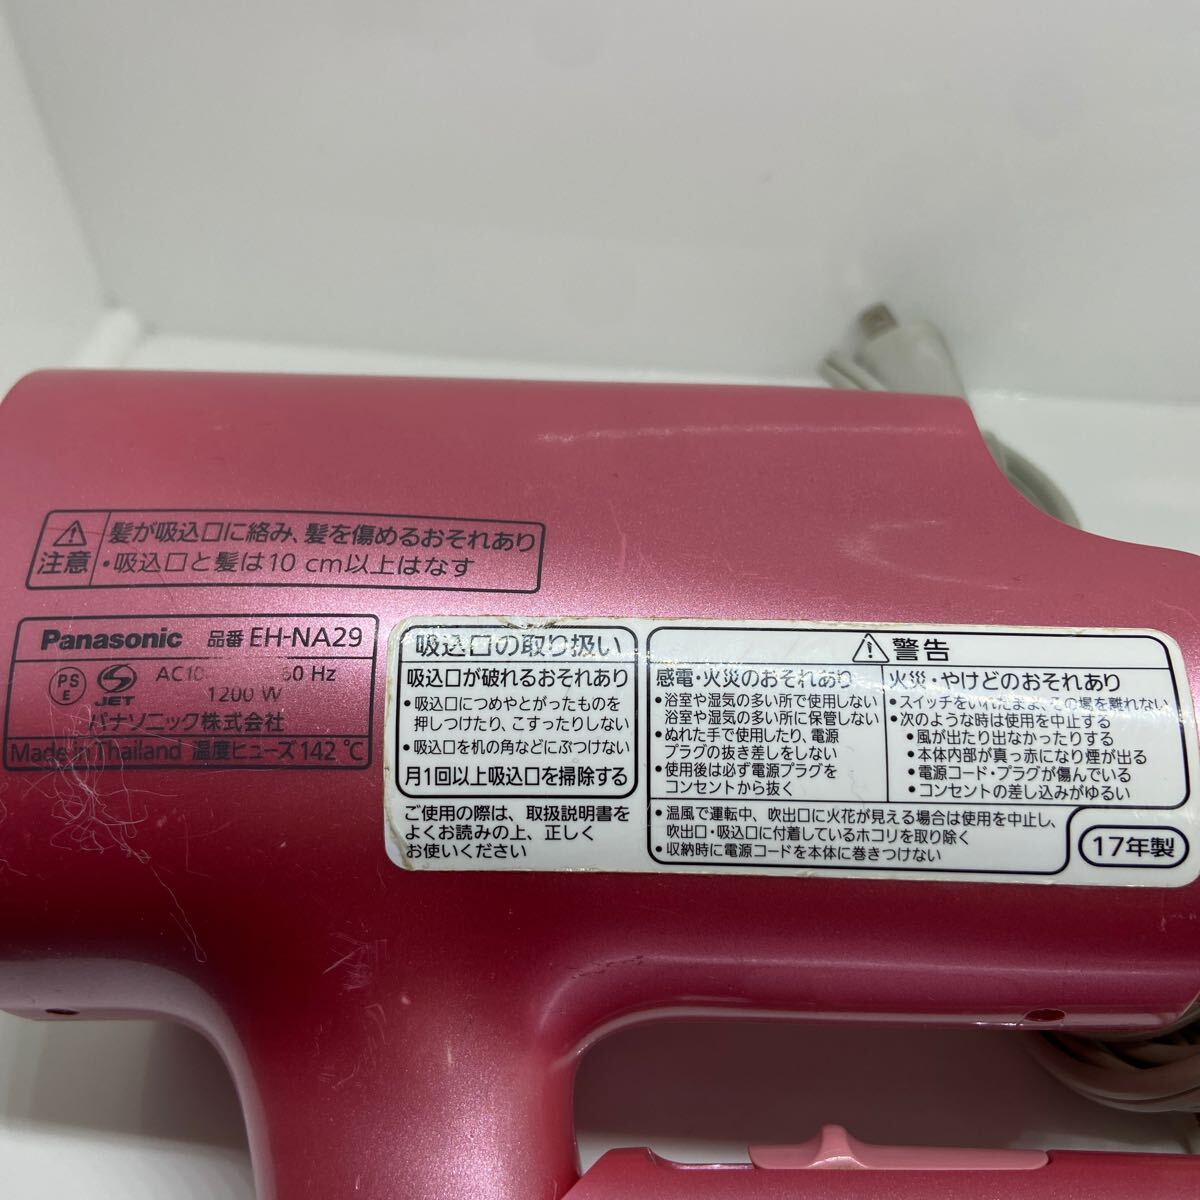 注意
髪が吸込口に絡み、髪を傷めるおそれあり
・吸込口と髪は10 cm以上はなす
Panasonic 品番 EH-NA29
PS
E
JET
AC10 60 Hz
1200 W
パナソニック株式会社
Made in Thailand 温度ヒューズ 142 ℃
吸込口の取り扱い
吸込口が破れるおそれあり
・吸込口につめやとがったものを
押しつけたり、こすったりしない
・吸込口を机の角などにぶつけない
月1回以上吸込口を掃除する
ご使用の際は、取扱説明書を
よくお読みの上、正しく
お使いください
警告
感電・火災のおそれあり
・浴室や湿気の多い所で使用しない
浴室や湿気の多い所に保管しない
・ぬれた手で使用したり、電源
プラグの抜き差しをしない
・使用後は必ず電源プラグを
コンセントから抜く
火災・やけどのおそれあり
・スイッチをいれたまま、この場を離れない
・次のような時は使用を中止する
・風が出たり出なかったりする
・本体内部が真っ赤になり煙が出る
・電源コード・プラグが傷んでいる
・コンセントの差し込みがゆるい
・温風で運転中、吹出口に火花が見える場合は使用を中止し、
吹出口・吸込口に付着しているホコリを取り除く
・収納時に電源コードを本体に巻きつけない
17年製